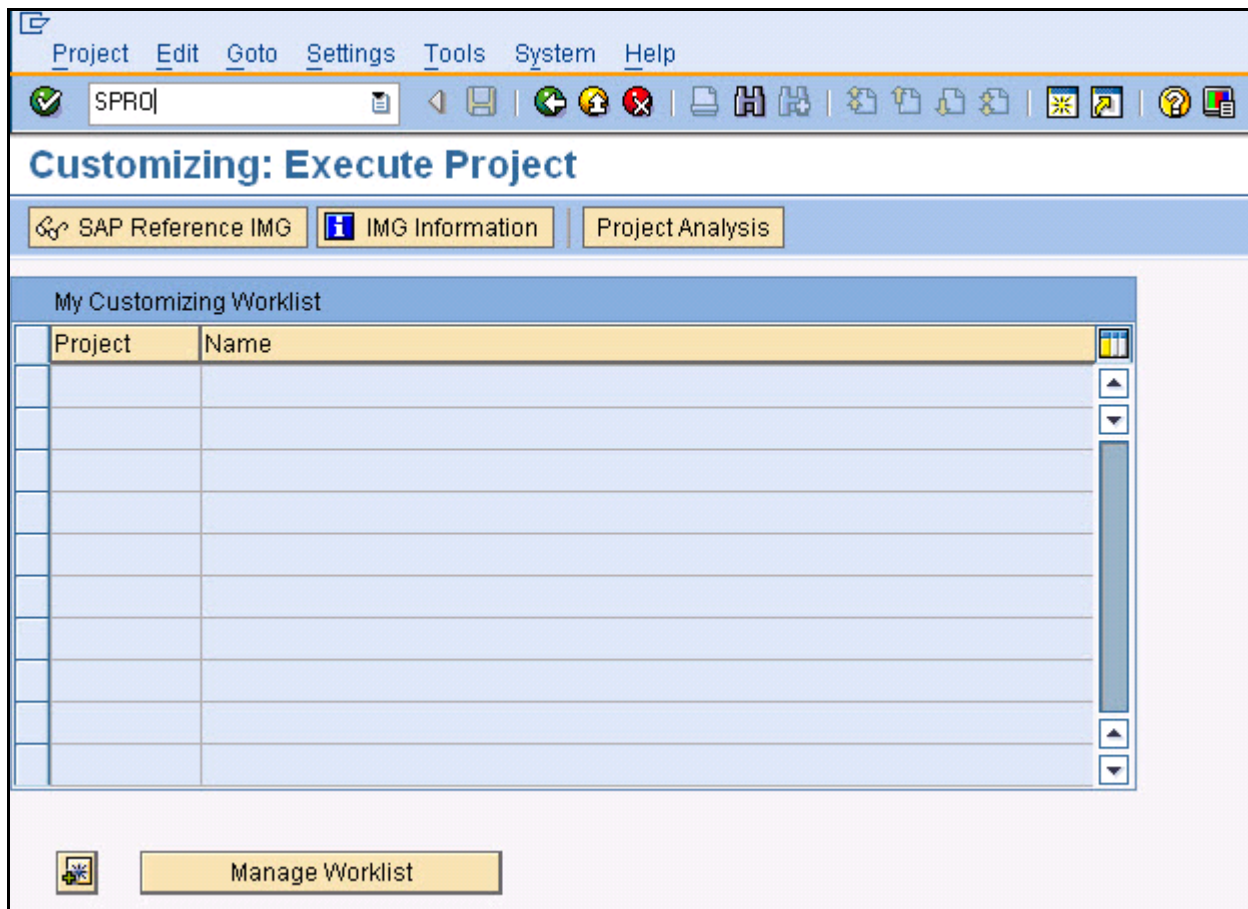 Project Edit Goto Settings Tools System Help
SPRO
Customizing: Execute Project
SAP Reference IMG IMG Information Project Analysis
My Customizing Worklist
Project Name
Manage Worklist